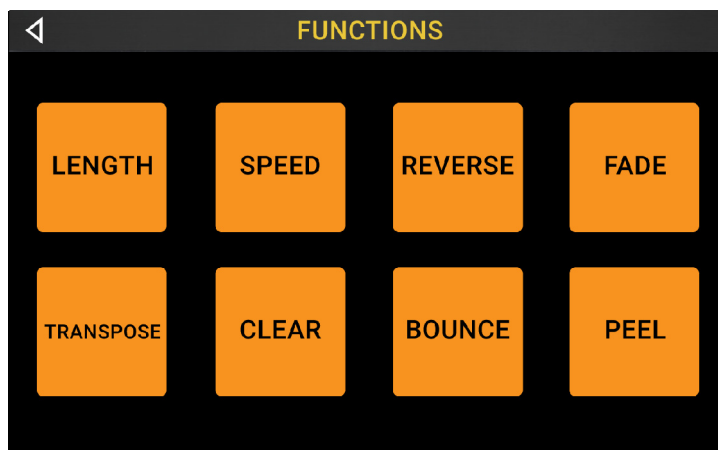 FUNCTIONS
LENGTH SPEED REVERSE FADE
TRANSPOSE CLEAR BOUNCE PEEL